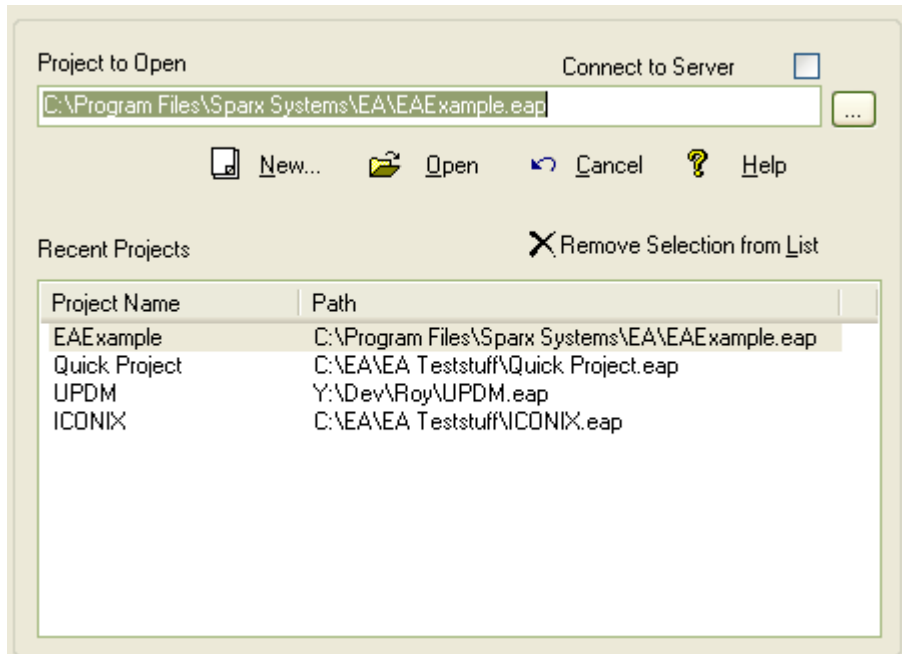 Project to Open Connect to Server
C:\Program Files\Sparx Systems\EA\EAExample.eap ...
New... Open Cancel Help
Recent Projects Remove Selection from List
Project Name Path
EAExample C:\Program Files\Sparx Systems\EA\EAExample.eap
Quick Project C:\EA\EA Teststuff\Quick Project.eap
UPDM Y:\Dev\Roy\UPDM.eap
ICONIX C:\EA\EA Teststuff\ICONIX.eap